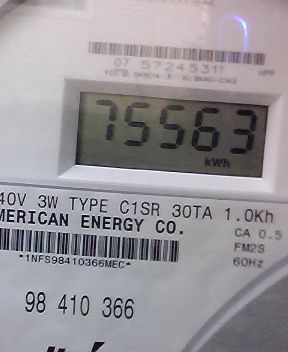 07 57245311
75563
kWh
40V 3W TYPE C1SR 30TA 1.0Kh
MERICAN ENERGY CO.
CA 0.5
FM2S
*1NFS98410366MEC*
60Hz
98 410 366